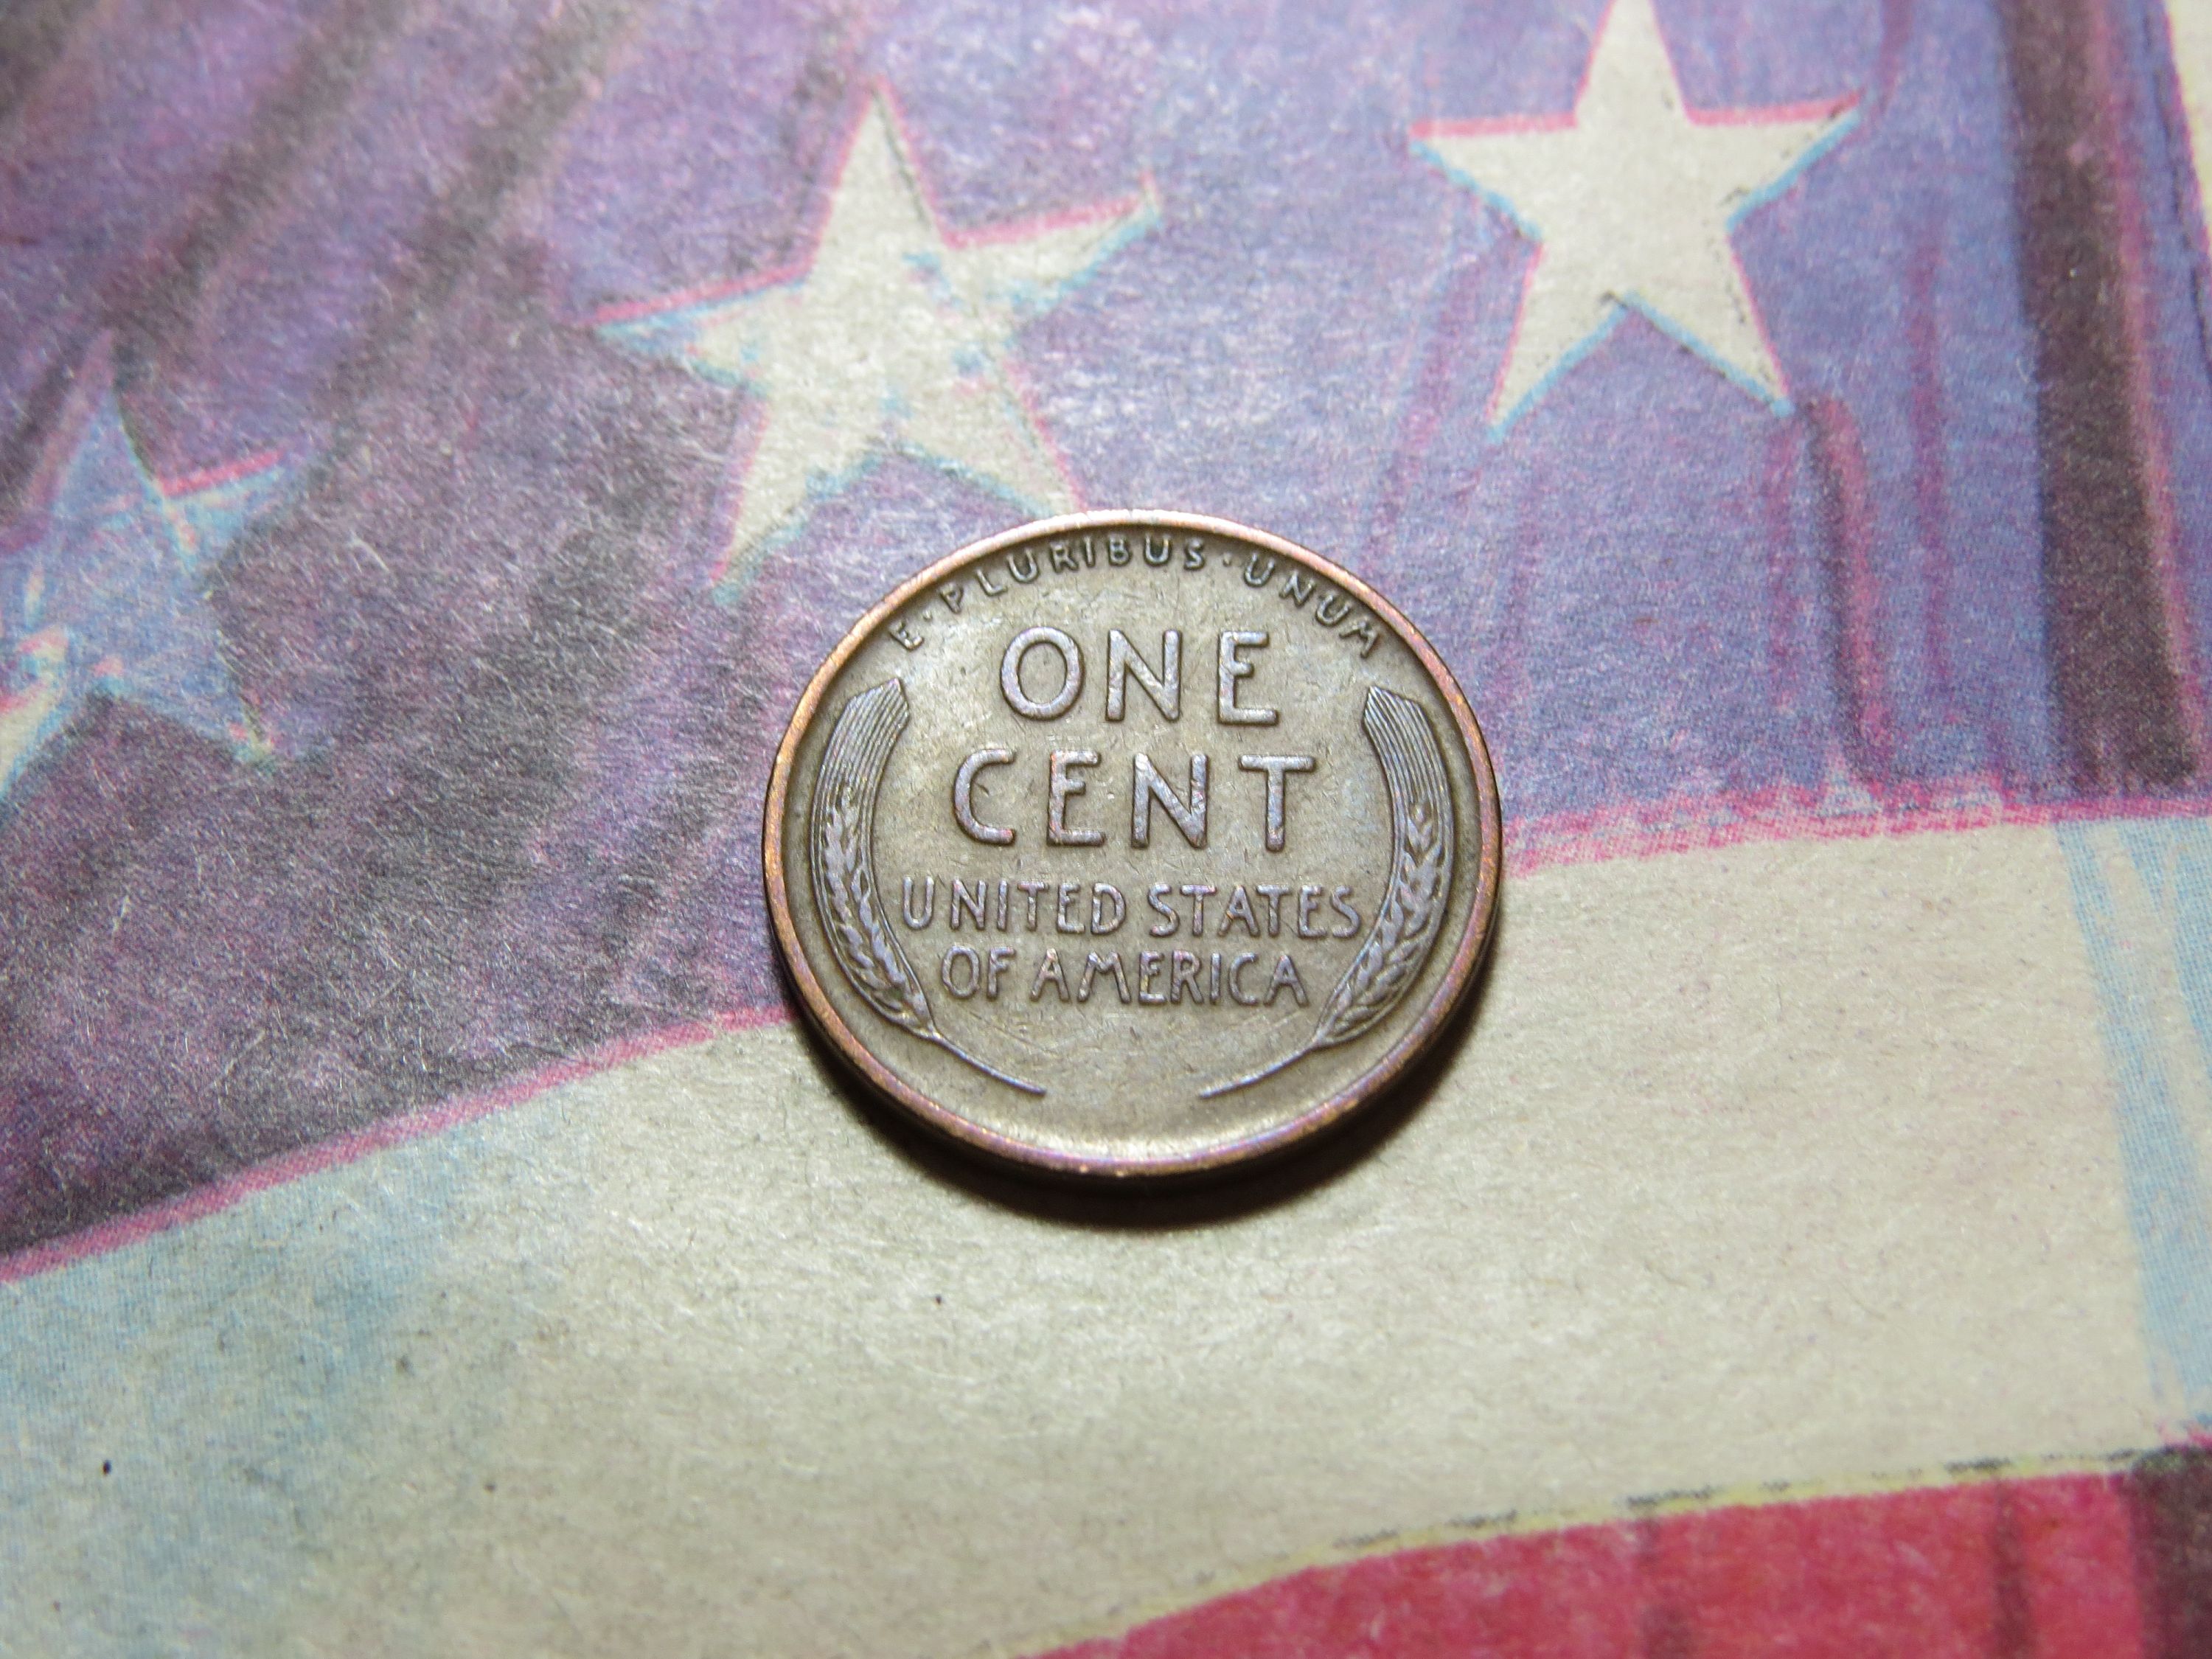 E·PLURIBUS·UNUM
ONE
CENT
UNITED STATES
OF AMERICA